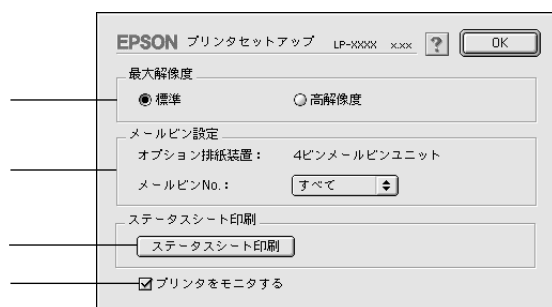 EPSON プリンタセットアップ LP-XXXX x.xx ? OK
最大解像度
標準 高解像度
メールビン設定
オプション排紙装置： 4ビンメールビンユニット
メールビンNo.： すべて
ステータスシート印刷
ステータスシート印刷
プリンタをモニタする